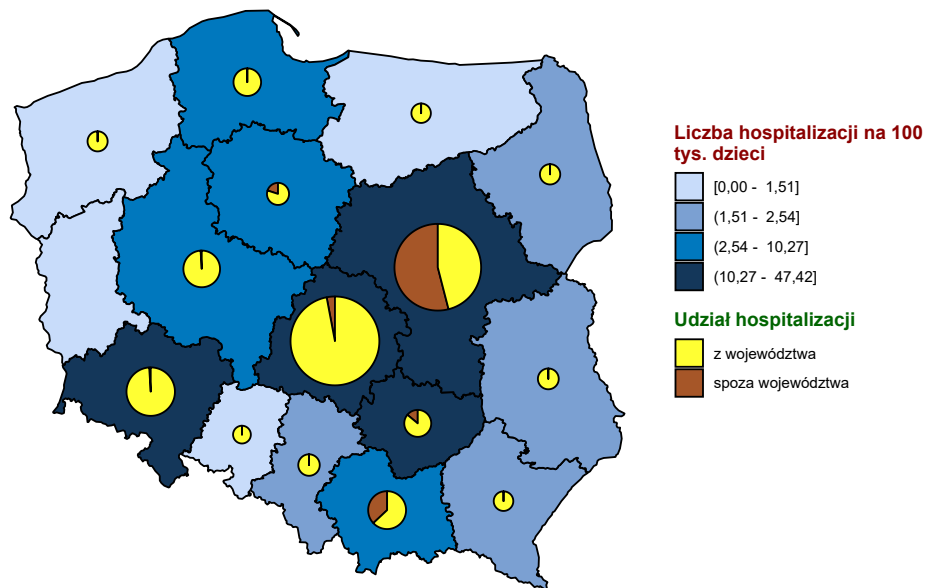 Liczba hospitalizacji na 100
tys. dzieci
[0,00 - 1,51]
(1,51 - 2,54]
(2,54 - 10,27]
(10,27 - 47,42]
Udział hospitalizacji
z województwa
spoza województwa